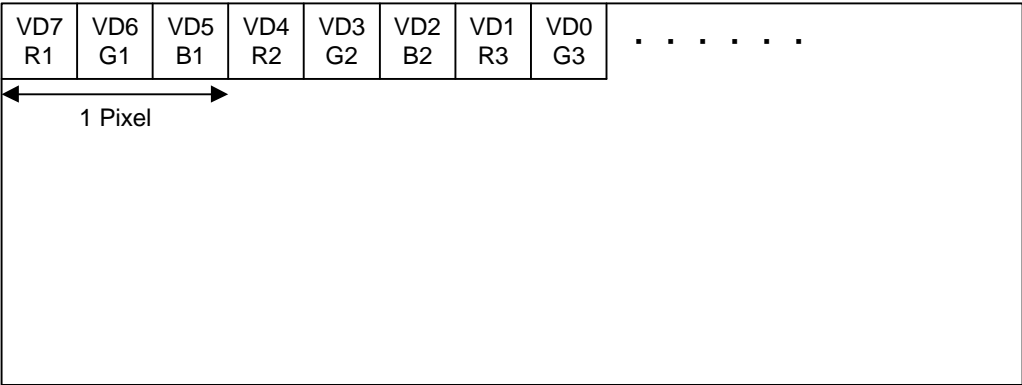 VD7 VD6 VD5 VD4 VD3 VD2 VD1 VD0
R1 G1 B1 R2 G2 B2 R3 G3 . . . . . .
1 Pixel